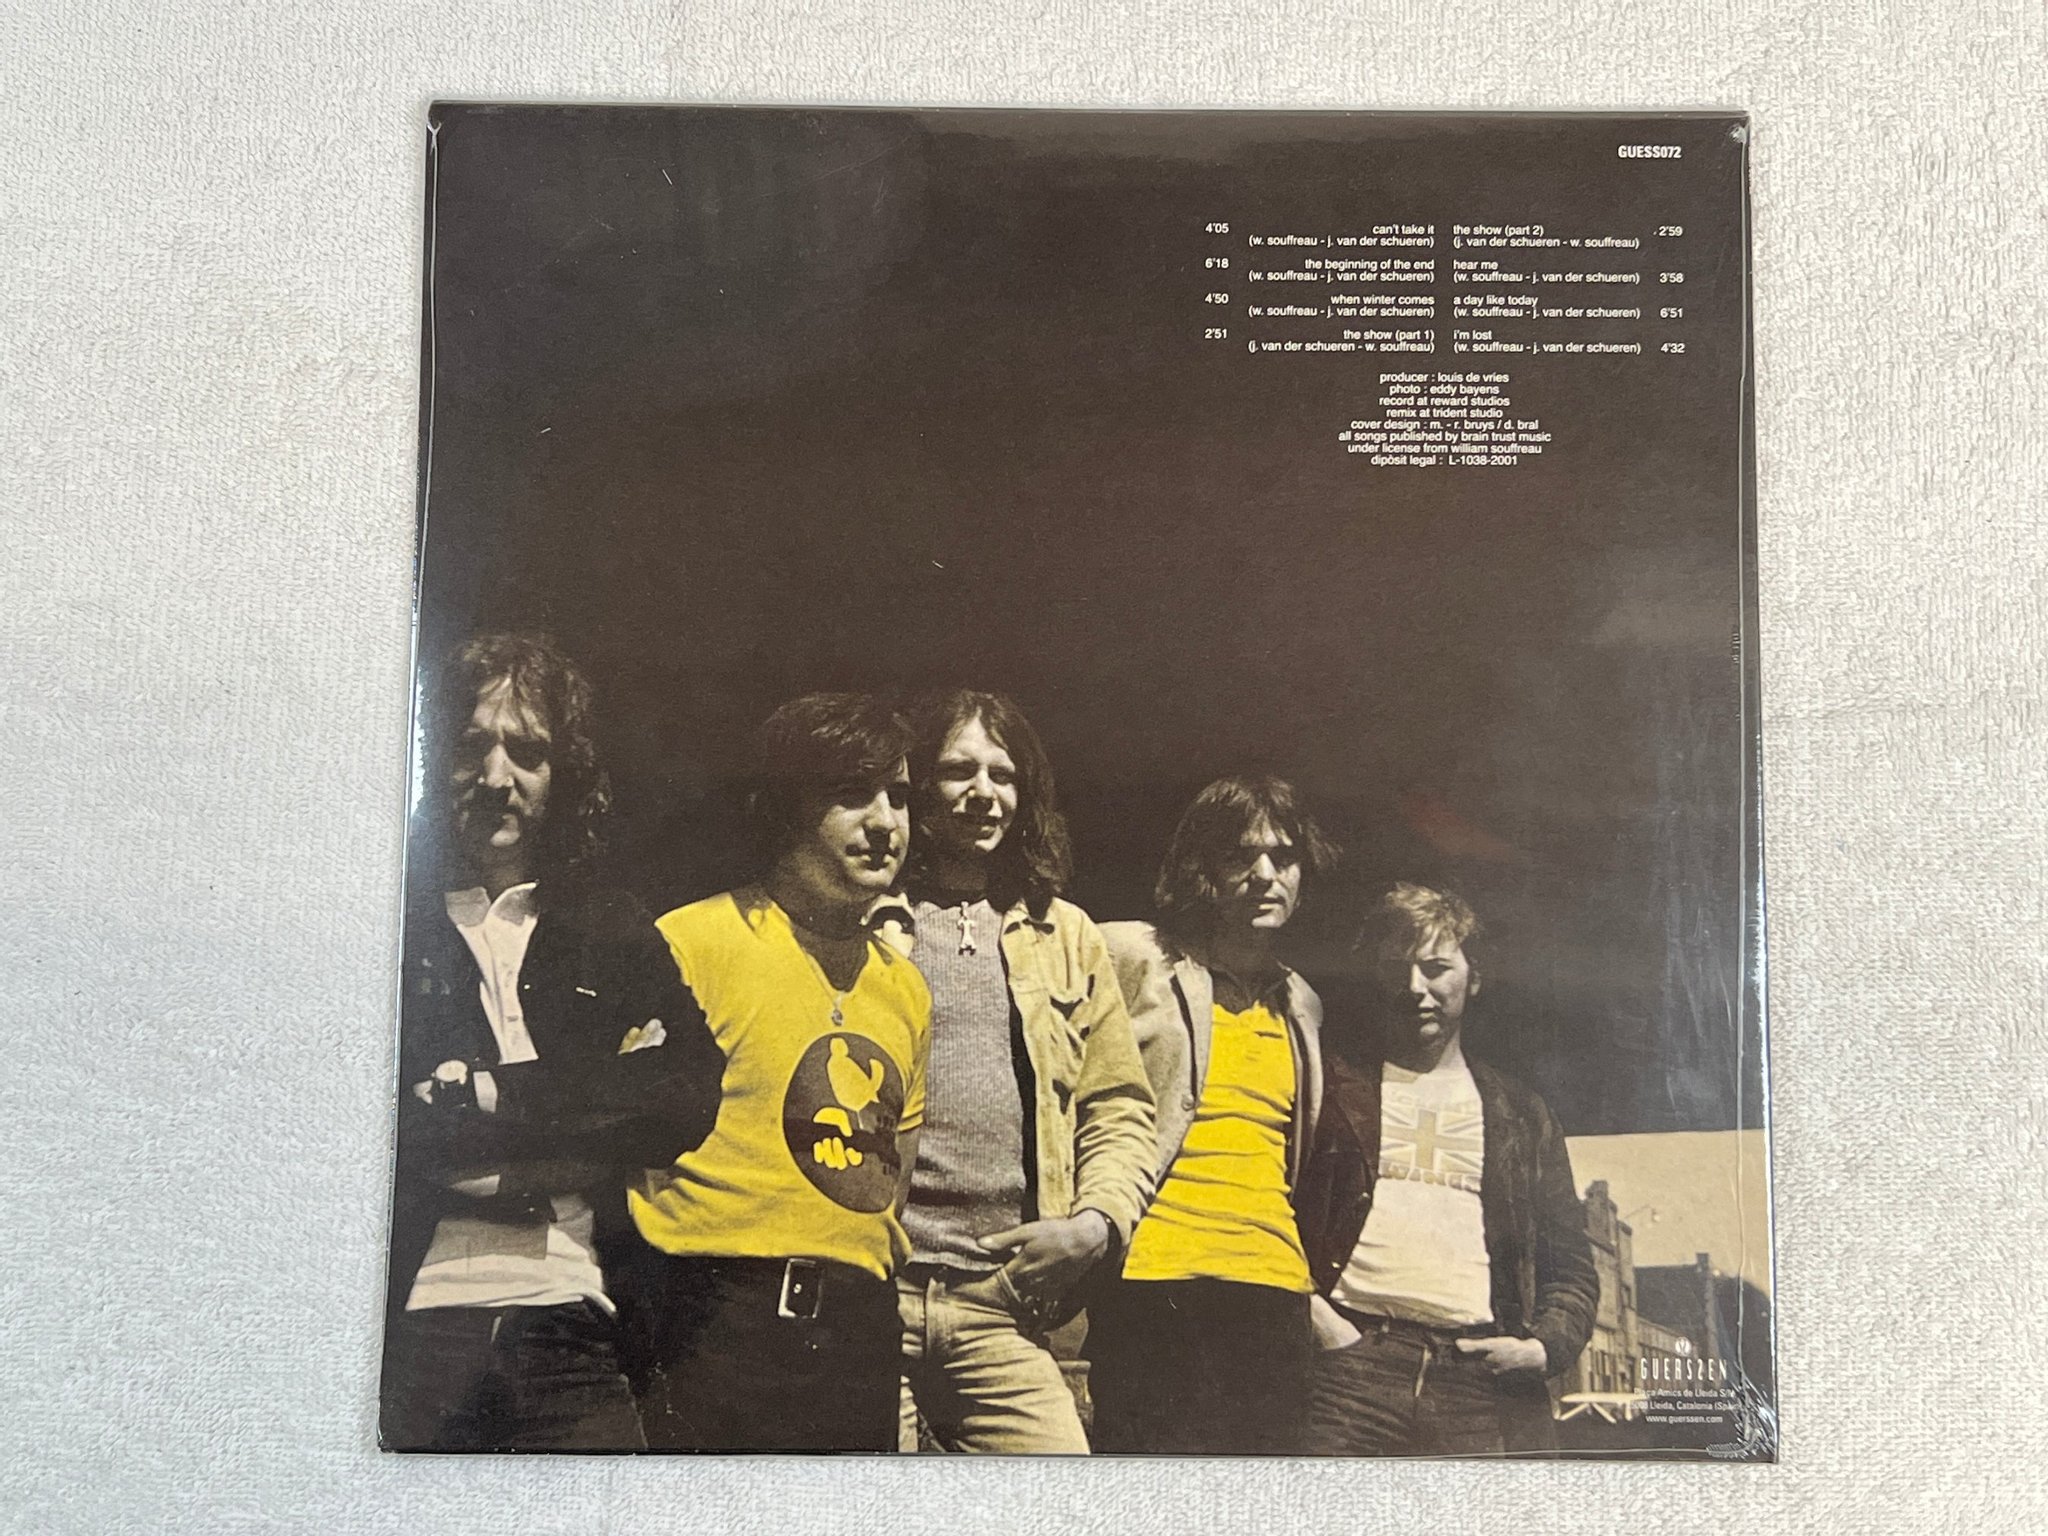 GUESS072
4'05 can't take it
(w. souffreau - j. van der schueren)
6'18 the beginning of the end
(w. souffreau - j. van der schueren)
4'50 when winter comes
(w. souffreau - j. van der schueren)
2'51 the show (part 1)
(j. van der schueren - w. souffreau)
the show (part 2) 2'59
(j. van der schueren - w. souffreau)
hear me
(w. souffreau - j. van der schueren) 3'58
a day like today
(w. souffreau - j. van der schueren) 6'51
i'm lost
(w. souffreau - j. van der schueren) 4'32
producer : louis de vries
photo : eddy bayens
record at reward studios
remix at trident studio
cover design : m. - r. bruys / d. bral
all songs published by brain trust music
under license from william souffreau
dipòsit legal : L-1038-2001
GUERSSEN
Plaça Amics de Lleida S/N
Lleida, Catalonia (Spain)
www.guerssen.com